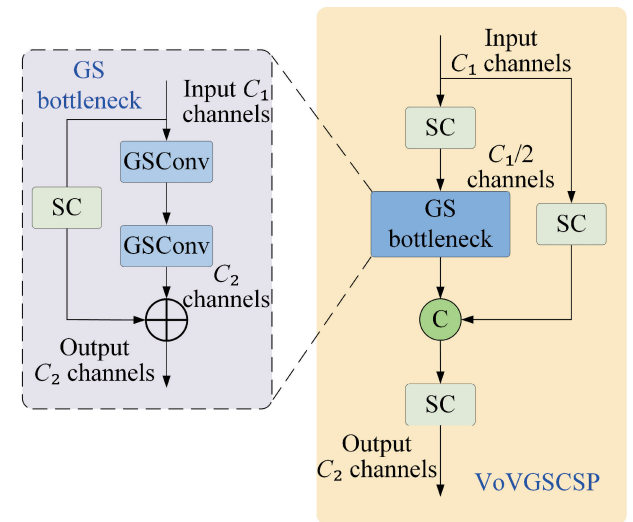 GS
bottleneck
Input C₁
channels
GSConv
SC
GSConv
C₂
channels
Output
C₂ channels
Input
C₁ channels
SC
C₁/2
channels
GS
bottleneck
SC
C
SC
Output
C₂ channels
VoVGSCSP